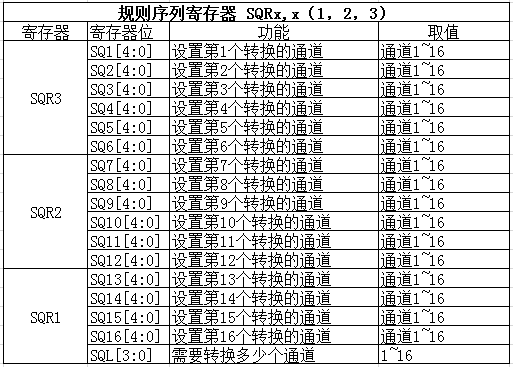 规则序列寄存器 SQRx,x（1，2，3）
寄存器 寄存器位 功能 取值
SQR3 SQ1[4:0] 设置第1个转换的通道 通道1~16
SQ2[4:0] 设置第2个转换的通道 通道1~16
SQ3[4:0] 设置第3个转换的通道 通道1~16
SQ4[4:0] 设置第4个转换的通道 通道1~16
SQ5[4:0] 设置第5个转换的通道 通道1~16
SQ6[4:0] 设置第6个转换的通道 通道1~16
SQR2 SQ7[4:0] 设置第7个转换的通道 通道1~16
SQ8[4:0] 设置第8个转换的通道 通道1~16
SQ9[4:0] 设置第9个转换的通道 通道1~16
SQ10[4:0] 设置第10个转换的通道 通道1~16
SQ11[4:0] 设置第11个转换的通道 通道1~16
SQ12[4:0] 设置第12个转换的通道 通道1~16
SQR1 SQ13[4:0] 设置第13个转换的通道 通道1~16
SQ14[4:0] 设置第14个转换的通道 通道1~16
SQ15[4:0] 设置第15个转换的通道 通道1~16
SQ16[4:0] 设置第16个转换的通道 通道1~16
SQL[3:0] 需要转换多少个通道 1~16